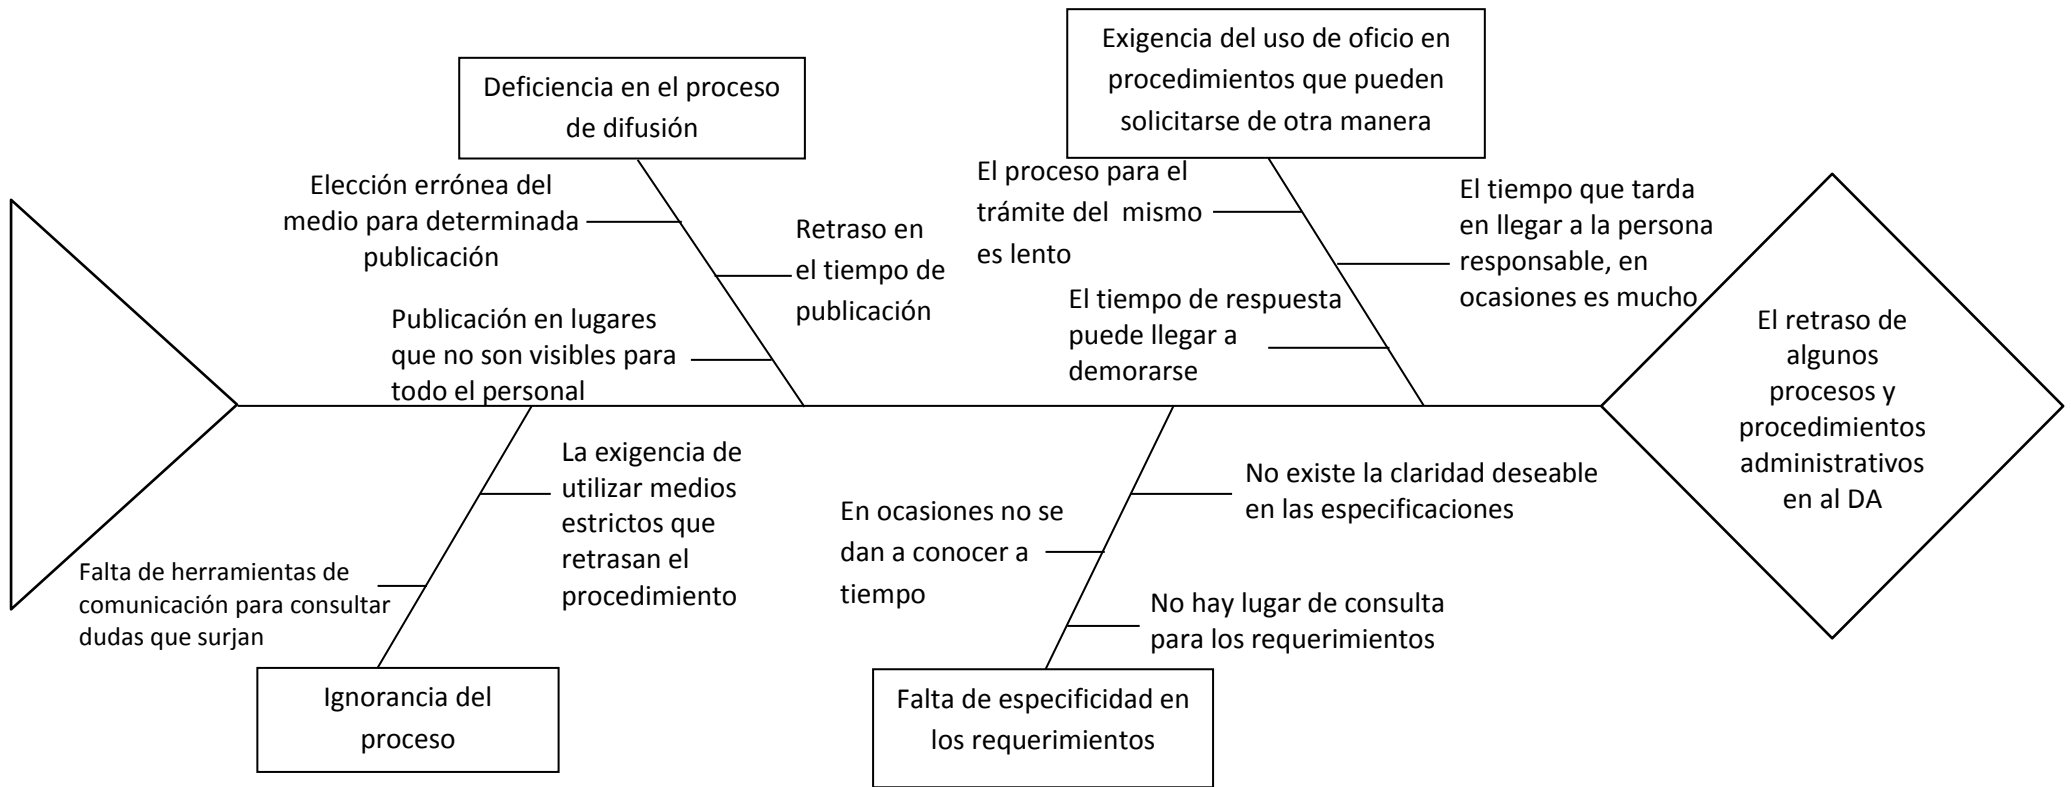 Deficiencia en el proceso
de difusión
Exigencia del uso de oficio en
procedimientos que pueden
solicitarse de otra manera
Elección errónea del
medio para determinada
publicación
Retraso en
el tiempo de
publicación
Publicación en lugares
que no son visibles para
todo el personal
El proceso para el
trámite del  mismo
es lento
El tiempo que tarda
en llegar a la persona
responsable, en
ocasiones es mucho
El tiempo de respuesta
puede llegar a
demorarse
El retraso de
algunos
procesos y
procedimientos
administrativos
en al DA
La exigencia de
utilizar medios
estrictos que
retrasan el
procedimiento
Falta de herramientas de
comunicación para consultar
dudas que surjan
Ignorancia del
proceso
No existe la claridad deseable
en las especificaciones
En ocasiones no se
dan a conocer a
tiempo
No hay lugar de consulta
para los requerimientos
Falta de especificidad en
los requerimientos